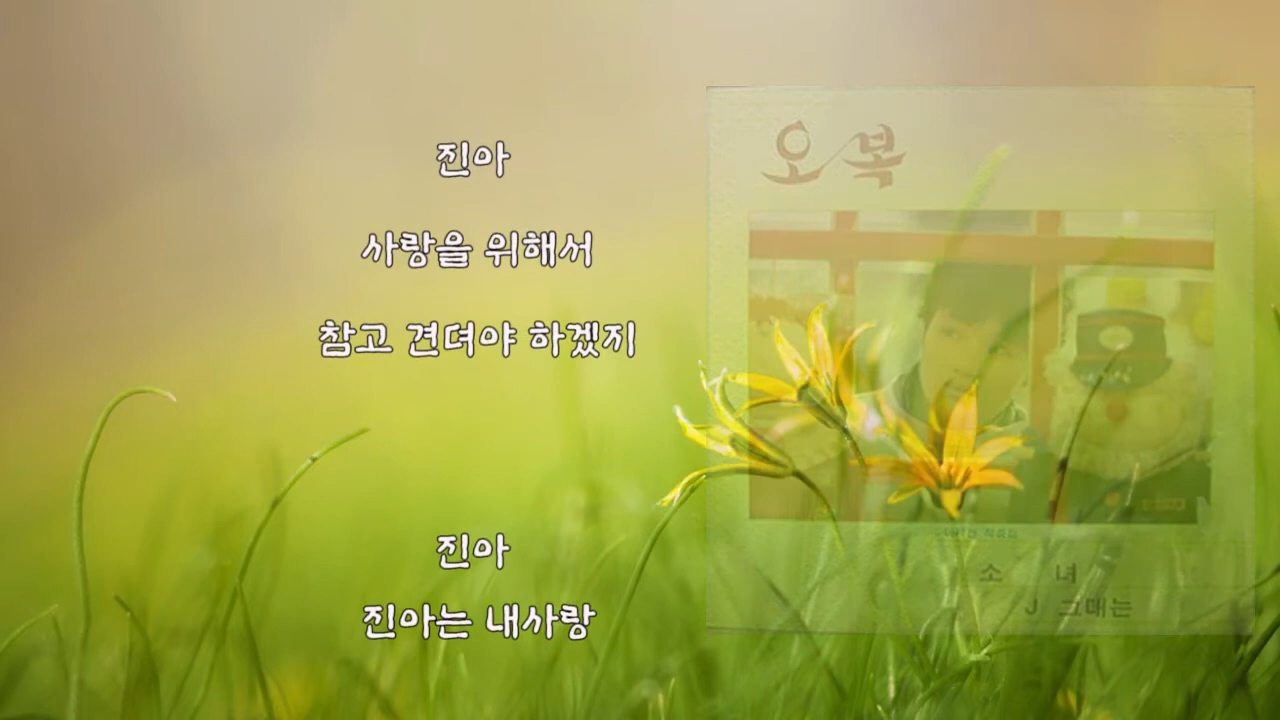 진아
사랑을 위해서
참고 견뎌야 하겠지
진아
진아는 내사랑
오복
소 녀
J 그때는